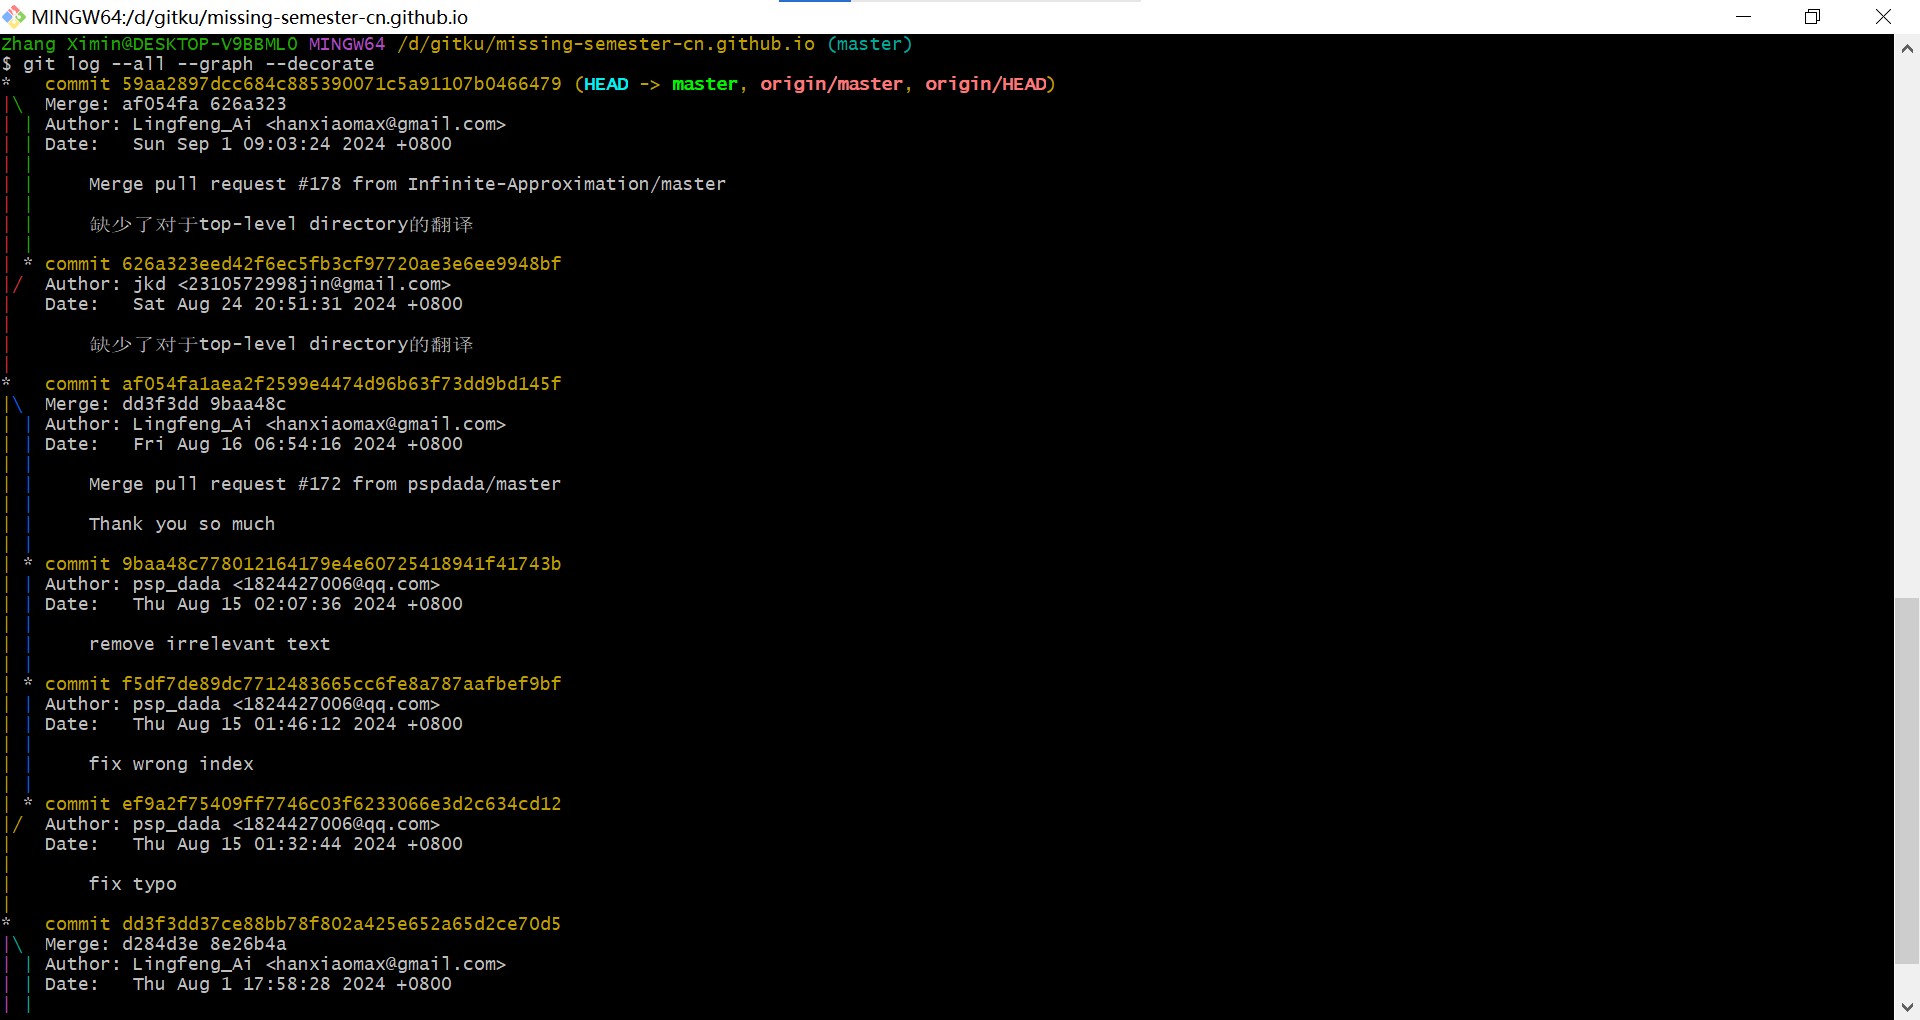 MINGW64:/d/gitku/missing-semester-cn.github.io
Zhang Ximin@DESKTOP-V9BBML0 MINGW64 /d/gitku/missing-semester-cn.github.io (master)
$ git log --all --graph --decorate
*   commit 59aa2897dcc684c885390071c5a91107b0466479 (HEAD -> master, origin/master, origin/HEAD)
|\  Merge: af054fa 626a323
| | Author: Lingfeng_Ai <hanxiaomax@gmail.com>
| | Date:   Sun Sep 1 09:03:24 2024 +0800
| |
| |     Merge pull request #178 from Infinite-Approximation/master
| |
| |     缺少了对于top-level directory的翻译
| |
| * commit 626a323eed42f6ec5fb3cf97720ae3e6ee9948bf
|/  Author: jkd <2310572998jin@gmail.com>
|   Date:   Sat Aug 24 20:51:31 2024 +0800
|
|       缺少了对于top-level directory的翻译
|
*   commit af054fa1aea2f2599e4474d96b63f73dd9bd145f
|\  Merge: dd3f3dd 9baa48c
| | Author: Lingfeng_Ai <hanxiaomax@gmail.com>
| | Date:   Fri Aug 16 06:54:16 2024 +0800
| |
| |     Merge pull request #172 from pspdada/master
| |
| |     Thank you so much
| |
| * commit 9baa48c778012164179e4e60725418941f41743b
| | Author: psp_dada <1824427006@qq.com>
| | Date:   Thu Aug 15 02:07:36 2024 +0800
| |
| |     remove irrelevant text
| |
| * commit f5df7de89dc7712483665cc6fe8a787aafbef9bf
| | Author: psp_dada <1824427006@qq.com>
| | Date:   Thu Aug 15 01:46:12 2024 +0800
| |
| |     fix wrong index
| |
| * commit ef9a2f75409ff7746c03f6233066e3d2c634cd12
|/  Author: psp_dada <1824427006@qq.com>
|   Date:   Thu Aug 15 01:32:44 2024 +0800
|
|       fix typo
|
*   commit dd3f3dd37ce88bb78f802a425e652a65d2ce70d5
|\  Merge: d284d3e 8e26b4a
| | Author: Lingfeng_Ai <hanxiaomax@gmail.com>
| | Date:   Thu Aug 1 17:58:28 2024 +0800
| |